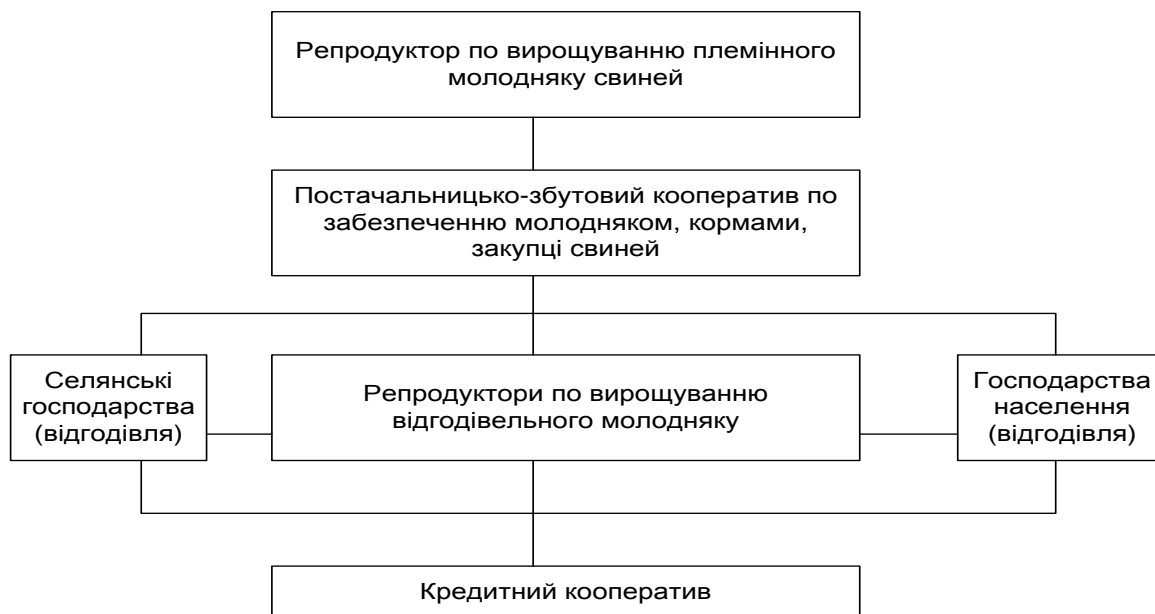 Репродуктор по вирощуванню племінного
молодняку свиней
Постачальницько-збутовий кооператив по
забезпеченню молодняком, кормами,
закупці свиней
Селянські
господарства
(відгодівля)
Репродуктори по вирощуванню
відгодівельного молодняку
Господарства
населення
(відгодівля)
Кредитний кооператив